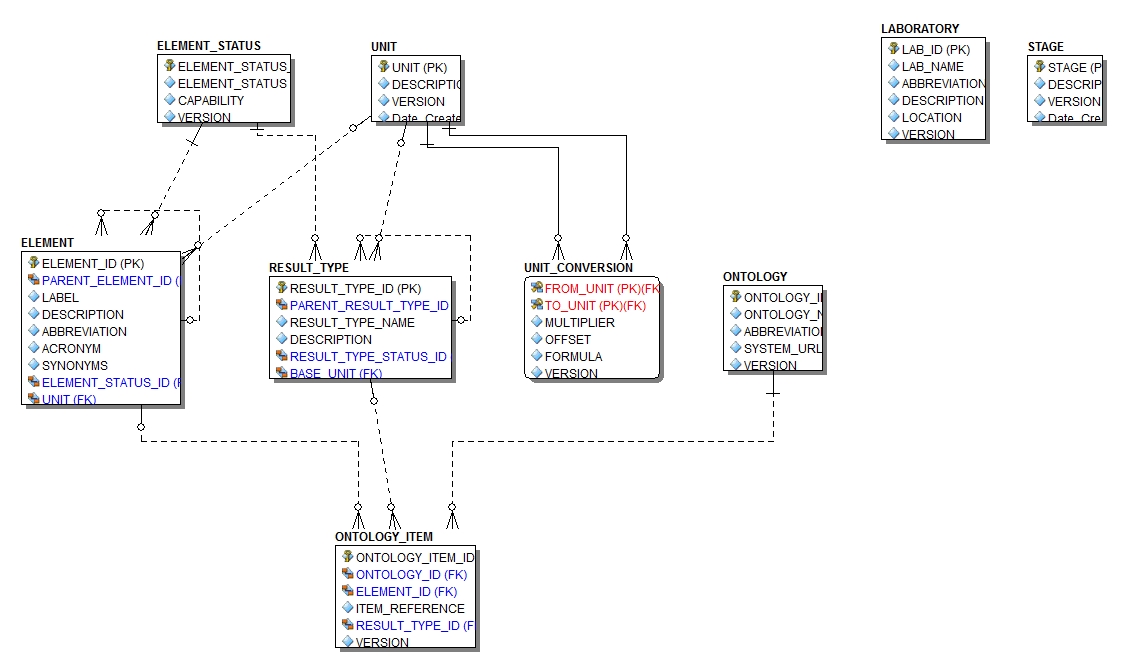 ELEMENT_STATUS
ELEMENT_STATUS_
ELEMENT_STATUS
CAPABILITY
VERSION
UNIT
UNIT (PK)
DESCRIPTIO
VERSION
Date_Create
LABORATORY
LAB_ID (PK)
LAB_NAME
ABBREVIATION
DESCRIPTION
LOCATION
VERSION
STAGE
STAGE (P
DESCRIP
VERSION
Date_Cre
ELEMENT
ELEMENT_ID (PK)
PARENT_ELEMENT_ID (
LABEL
DESCRIPTION
ABBREVIATION
ACRONYM
SYNONYMS
ELEMENT_STATUS_ID (F
UNIT (FK)
RESULT_TYPE
RESULT_TYPE_ID (PK)
PARENT_RESULT_TYPE_ID
RESULT_TYPE_NAME
DESCRIPTION
RESULT_TYPE_STATUS_ID
BASE_UNIT (FK)
UNIT_CONVERSION
FROM_UNIT (PK)(FK
TO_UNIT (PK)(FK)
MULTIPLIER
OFFSET
FORMULA
VERSION
ONTOLOGY
ONTOLOGY_I
ONTOLOGY_N
ABBREVIATIO
SYSTEM_URL
VERSION
ONTOLOGY_ITEM
ONTOLOGY_ITEM_ID
ONTOLOGY_ID (FK)
ELEMENT_ID (FK)
ITEM_REFERENCE
RESULT_TYPE_ID (F
VERSION